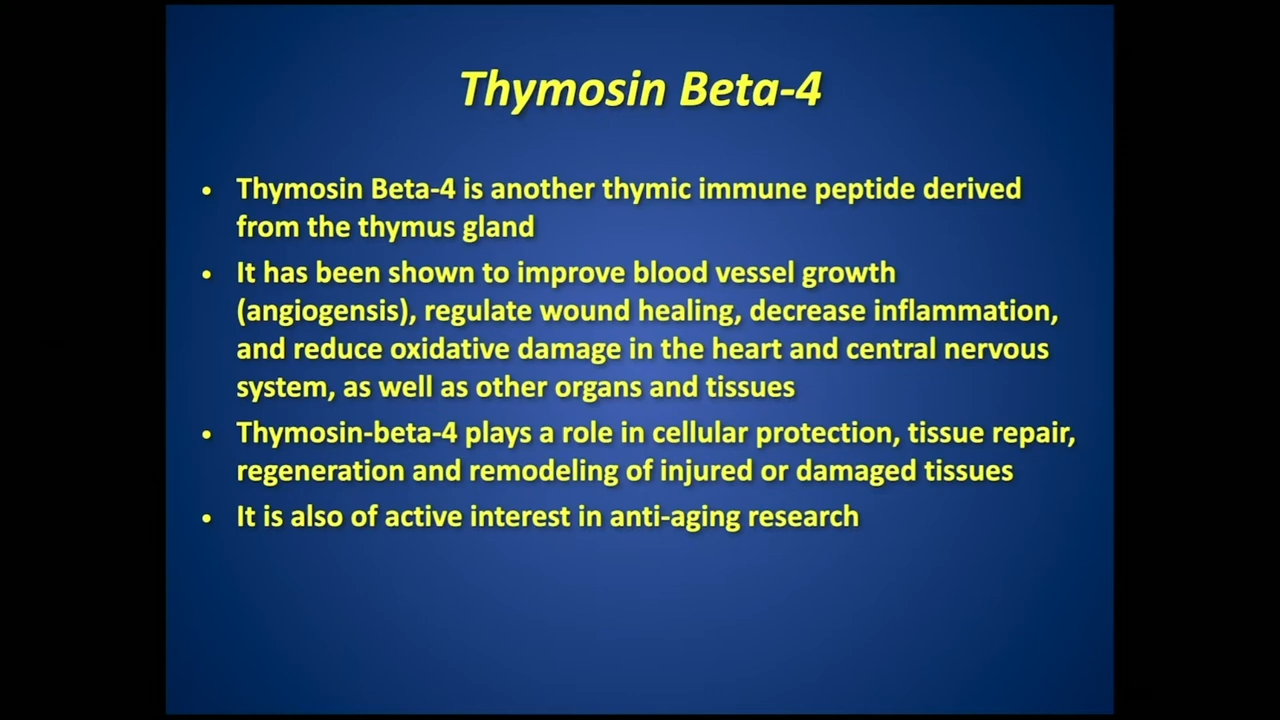 Thymosin Beta-4
• Thymosin Beta-4 is another thymic immune peptide derived
from the thymus gland
• It has been shown to improve blood vessel growth
(angiogensis), regulate wound healing, decrease inflammation,
and reduce oxidative damage in the heart and central nervous
system, as well as other organs and tissues
• Thymosin-beta-4 plays a role in cellular protection, tissue repair,
regeneration and remodeling of injured or damaged tissues
• It is also of active interest in anti-aging research